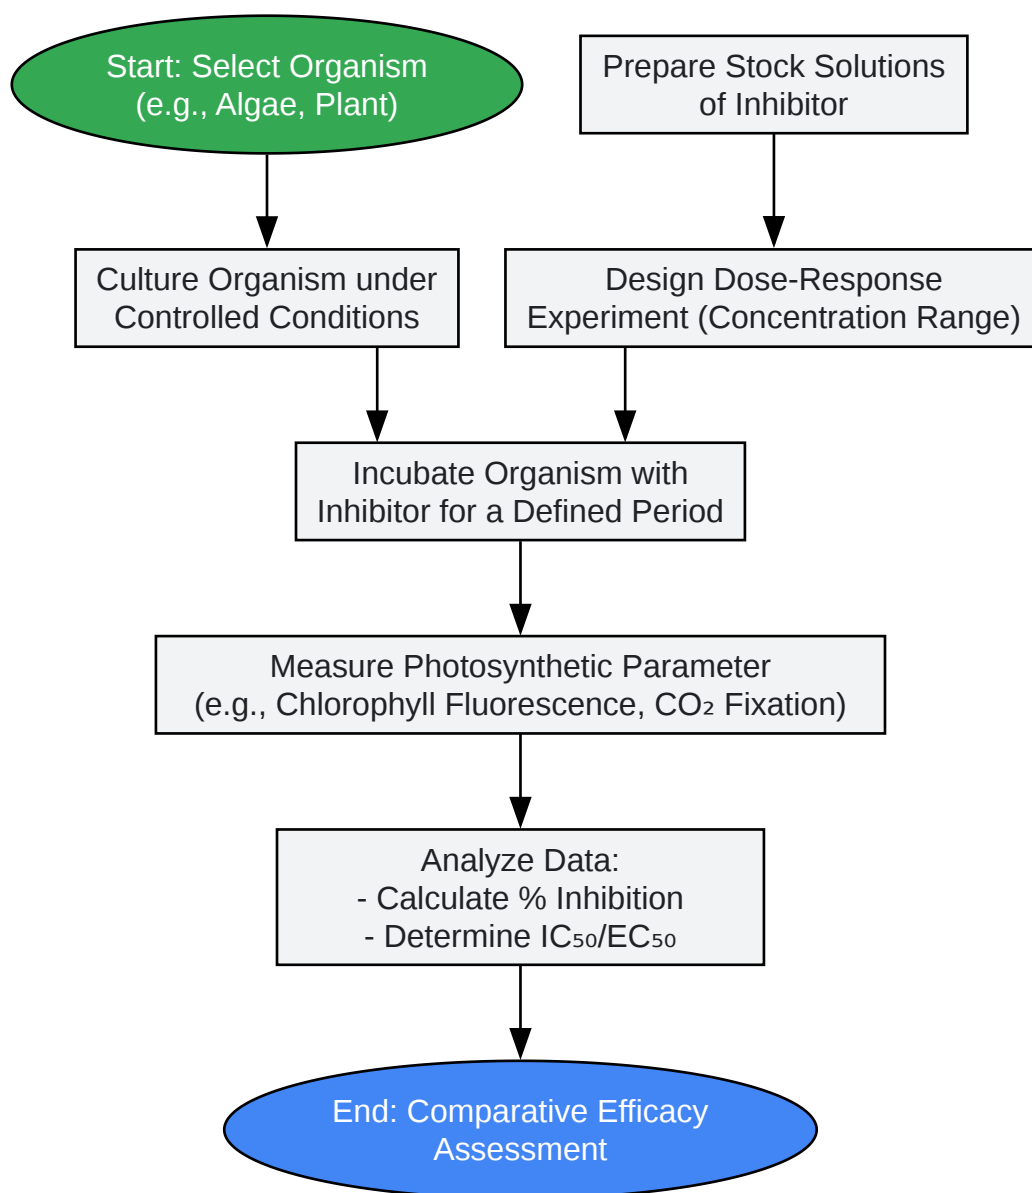 Start: Select Organism
(e.g., Algae, Plant)
Prepare Stock Solutions
of Inhibitor
Culture Organism under
Controlled Conditions
Design Dose-Response
Experiment (Concentration Range)
Incubate Organism with
Inhibitor for a Defined Period
Measure Photosynthetic Parameter
(e.g., Chlorophyll Fluorescence, CO₂ Fixation)
Analyze Data:
- Calculate % Inhibition
- Determine IC₅₀/EC₅₀
End: Comparative Efficacy
Assessment